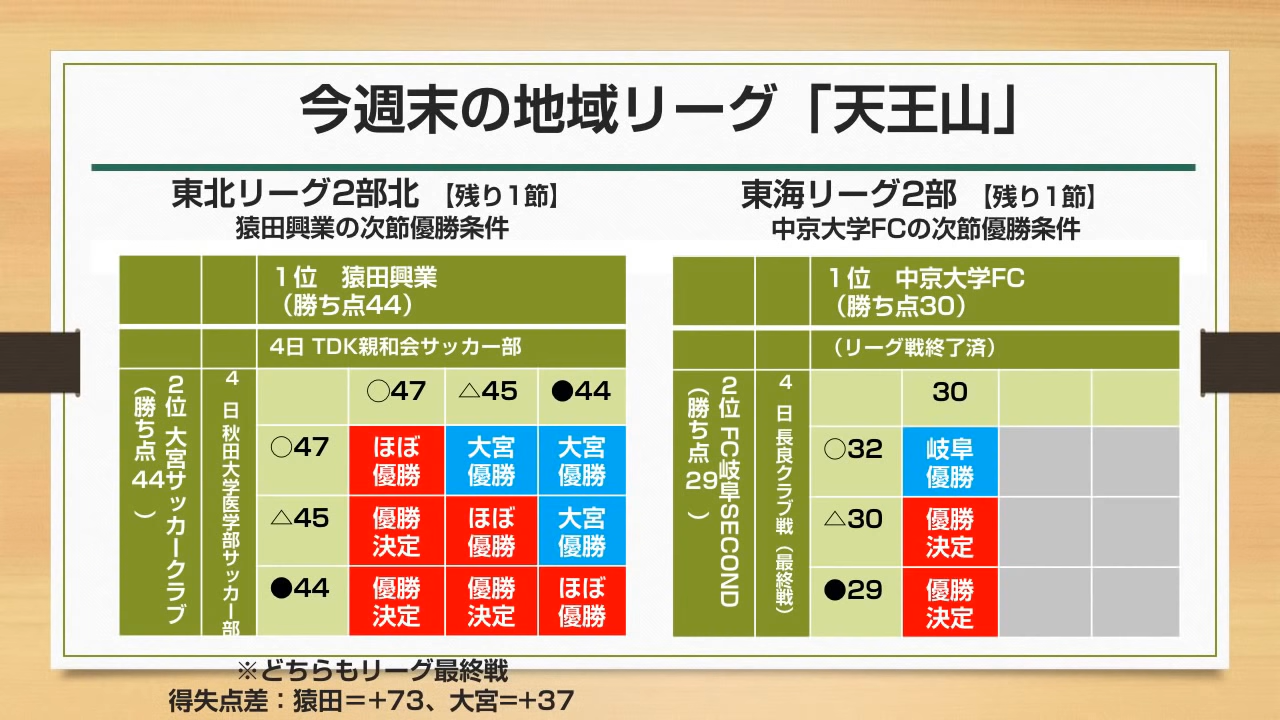 今週末の地域リーグ「天王山」
東北リーグ2部北 【残り1節】
猿田興業の次節優勝条件
1位 猿田興業
（勝ち点44）
4日 TDK親和会サッカー部
2位 大宮サッカークラブ
（勝ち点44）
4日 秋田大学医学部サッカー部
○47 △45 ●44
○47 ほぼ優勝 大宮優勝 大宮優勝
△45 優勝決定 ほぼ優勝 大宮優勝
●44 優勝決定 優勝決定 ほぼ優勝
※どちらもリーグ最終戦
得失点差：猿田＝+73、大宮=+37
東海リーグ2部 【残り1節】
中京大学FCの次節優勝条件
1位 中京大学FC
（勝ち点30）
（リーグ戦終了済）
2位 FC岐阜SECOND
（勝ち点29）
4日 長良クラブ戦（最終戦）
30
○32 岐阜優勝
△30 優勝決定
●29 優勝決定